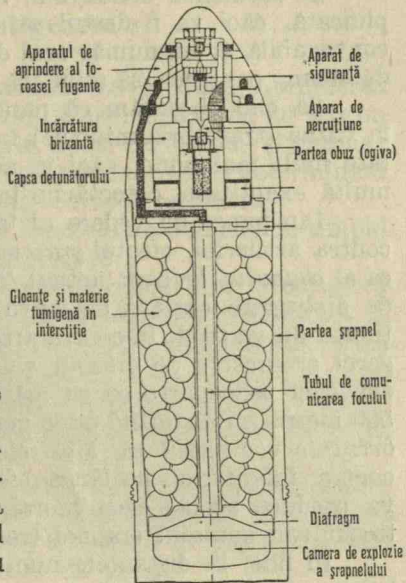 Aparatul de
aprindere al fo-
coasei fugante
Încărcătura
brizantă
Capsa detunătorului
Gloanțe și materie
fumigenă în
interstiție
Aparat de
siguranță
Aparat de
percuțiune
Partea obuz (ogiva)
Partea șrapnel
Tubul de comu-
nicarea focului
Diafragm
Camera de explozie
a șrapnelului